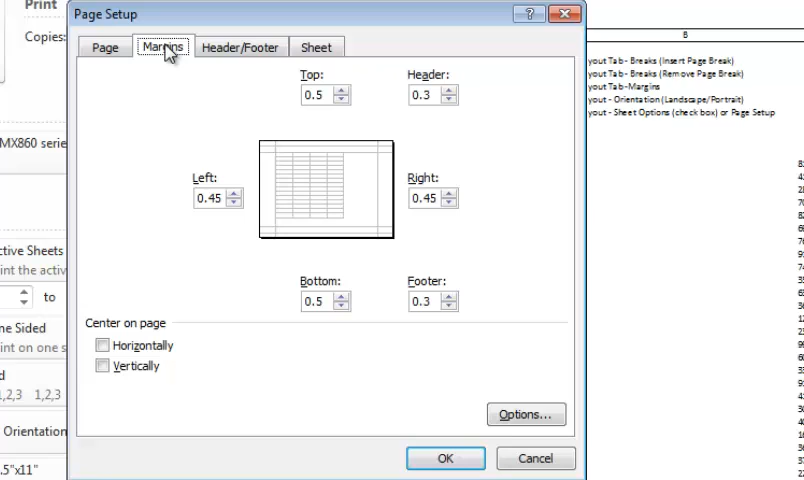 Print
Copies:
MX860 serie
ctive Sheets
int the activ
to
ne Sided
int on one s
d
1,2,3 1,2,3
Orientation
.5"x11"
Page Setup
?
Page
Margins
Header/Footer
Sheet
Top:
0.5
Header:
0.3
Left:
0.45
Right:
0.45
Bottom:
0.5
Footer:
0.3
Center on page
Horizontally
Vertically
Options...
OK
Cancel
B
yout Tab - Breaks (Insert Page Break)
yout Tab - Breaks (Remove Page Break)
yout Tab-Margins
yout - Orientation (Landscape/Portrait)
yout - Sheet Options (check box) or Page Setup